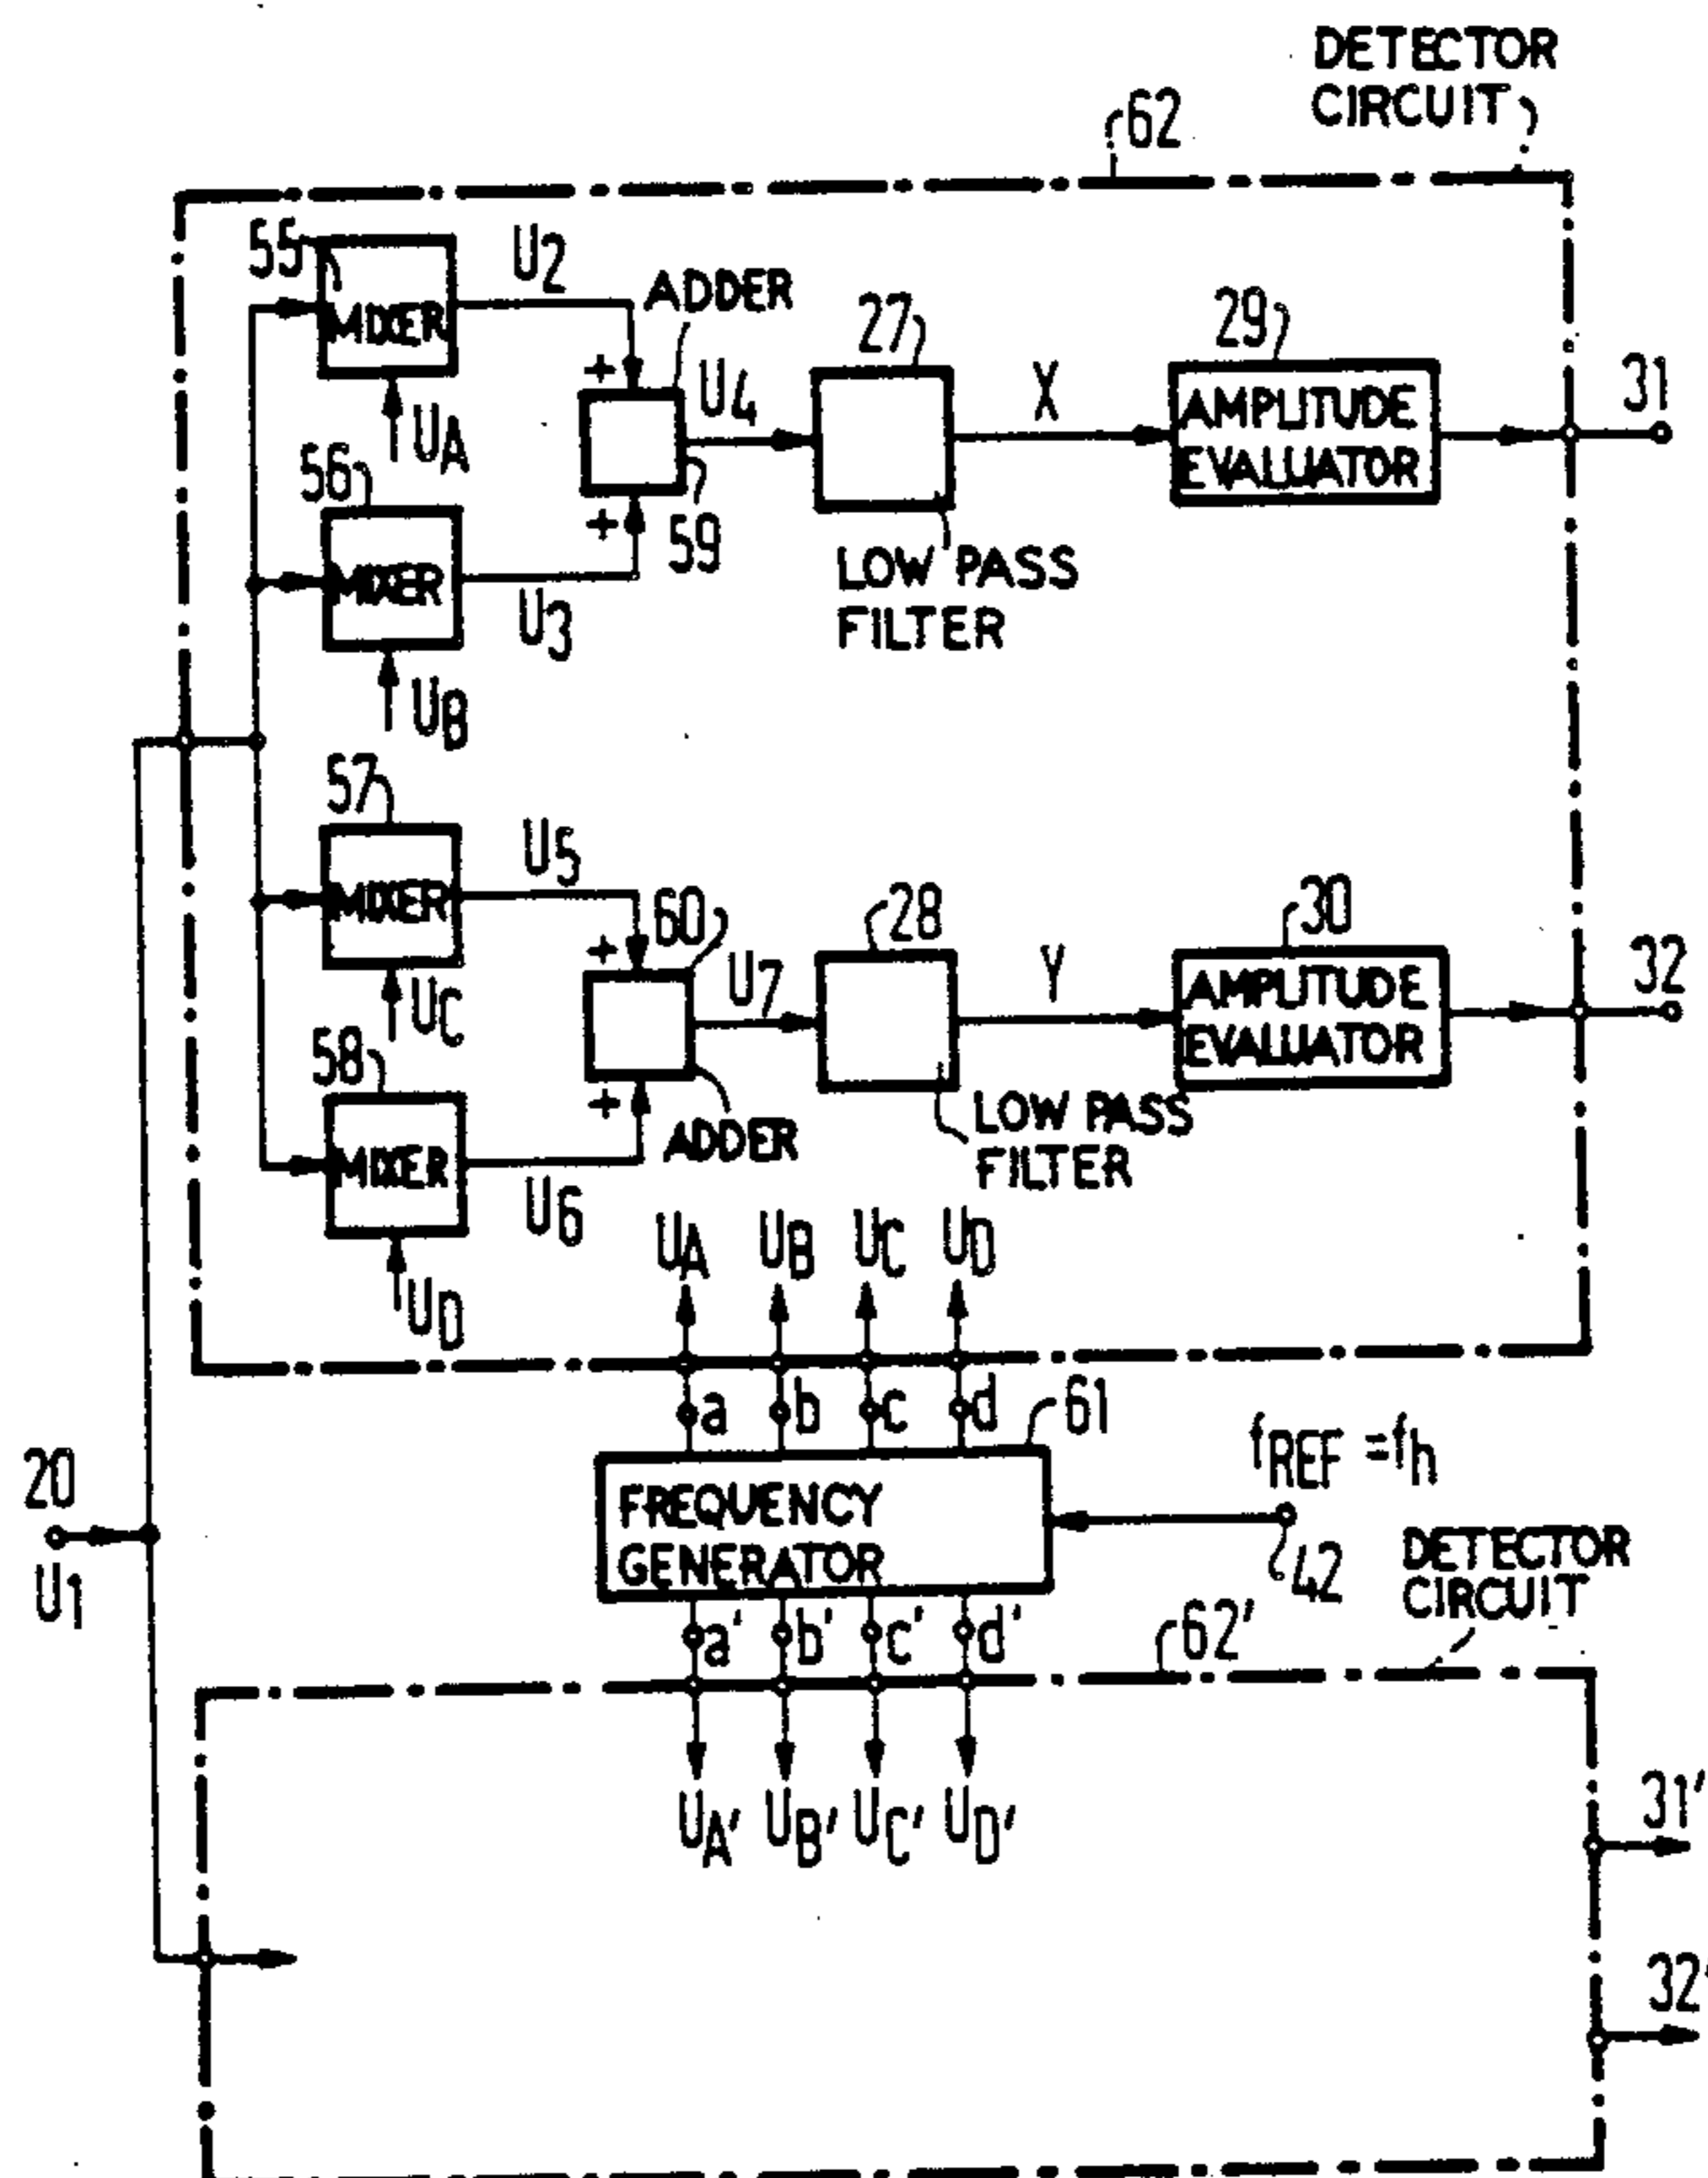 DETECTOR
CIRCUIT
62
55
MIXER
U2
ADDER
UA
+
U4
27
X
29
AMPLITUDE
EVALUATOR
31
56
MIXER
+
59
U3
LOW PASS
FILTER
UB
57
MIXER
U5
60
+
U7
28
Y
30
AMPLITUDE
EVALUATOR
32
UC
58
MIXER
+
ADDER
LOW PASS
FILTER
U6
UD
UA UB UC UD
a b c d
61
20
U1
FREQUENCY
GENERATOR
fREF = fh
42
DETECTOR
CIRCUIT
a' b' c' d'
62'
UA' UB' UC' UD'
31'
32'